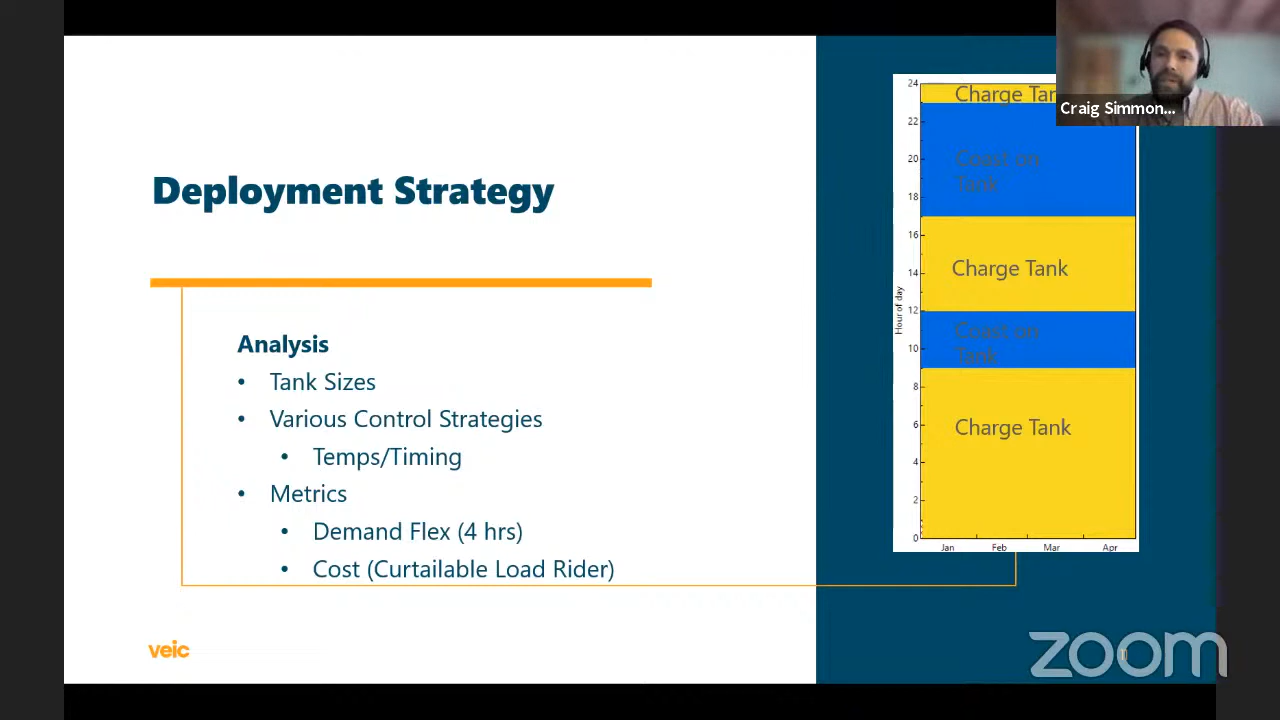 Deployment Strategy
Analysis
• Tank Sizes
• Various Control Strategies
• Temps/Timing
• Metrics
• Demand Flex (4 hrs)
• Cost (Curtailable Load Rider)
veic
24
22
20
18
16
14
12
10
8
6
4
2
0
Hour of day
Charge Tan
Coast on
Tank
Charge Tank
Coast on
Tank
Charge Tank
Jan
Feb
Mar
Apr
Craig Simmon...
zoom